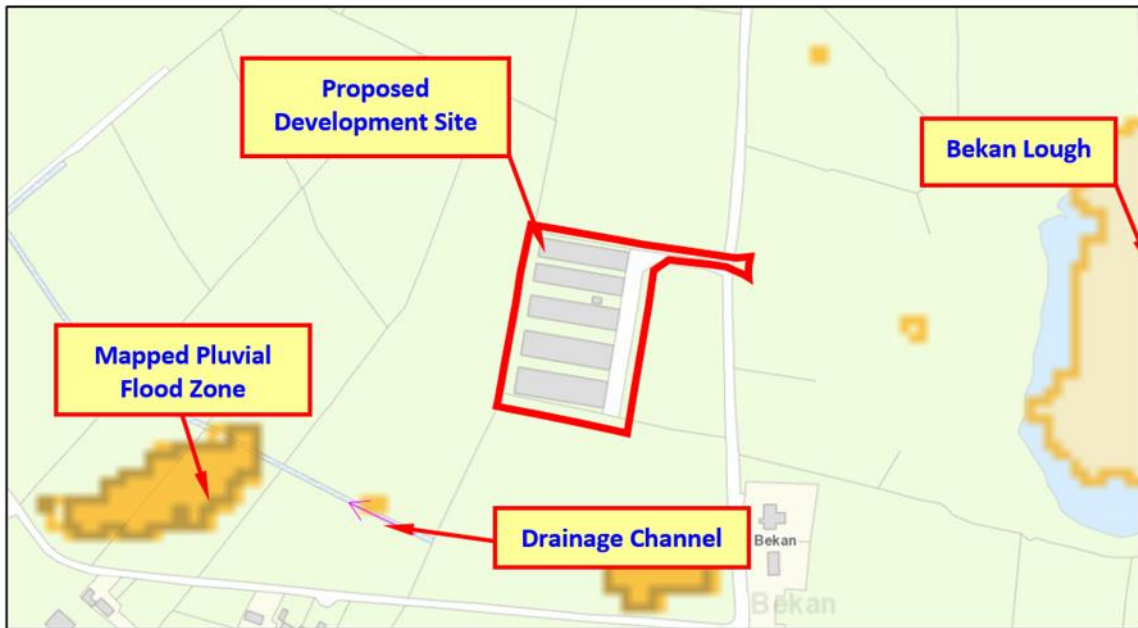 Proposed
Development Site
Bekan Lough
Mapped Pluvial
Flood Zone
Drainage Channel
Bekan
Bekan